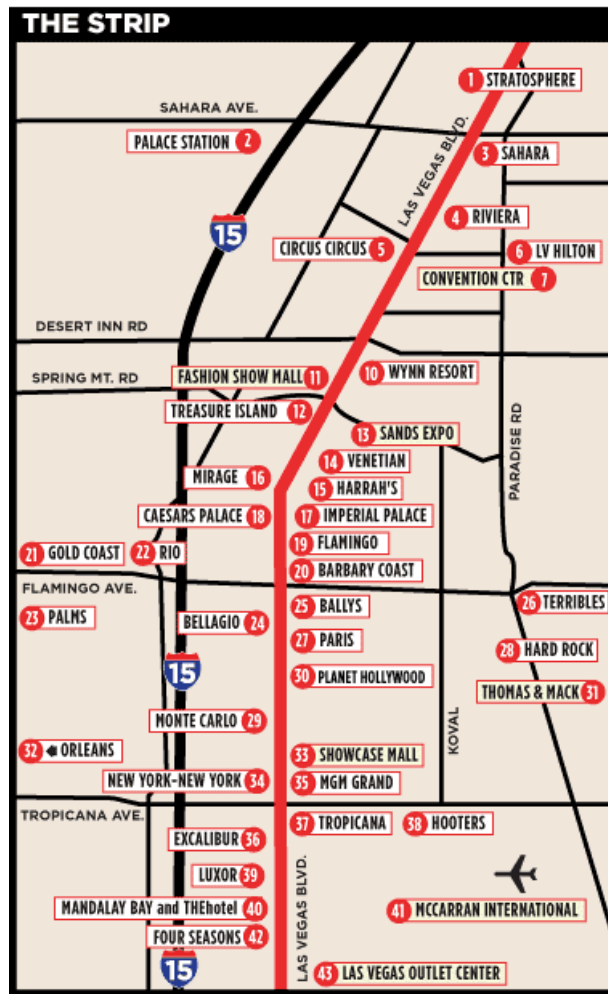 THE STRIP
1 STRATOSPHERE
SAHARA AVE.
PALACE STATION 2
LAS VEGAS BLVD.
3 SAHARA
4 RIVIERA
15
CIRCUS CIRCUS 5
6 LV HILTON
CONVENTION CTR 7
DESERT INN RD
SPRING MT. RD
FASHION SHOW MALL 11
10 WYNN RESORT
TREASURE ISLAND 12
13 SANDS EXPO
PARADISE RD
14 VENETIAN
MIRAGE 16
15 HARRAH'S
CAESARS PALACE 18
17 IMPERIAL PALACE
19 FLAMINGO
21 GOLD COAST
22 RIO
20 BARBARY COAST
FLAMINGO AVE.
23 PALMS
BELLAGIO 24
25 BALLYS
26 TERRIBLES
27 PARIS
28 HARD ROCK
15
30 PLANET HOLLYWOOD
THOMAS & MACK 31
MONTE CARLO 29
KOVAL
32 ORLEANS
33 SHOWCASE MALL
NEW YORK-NEW YORK 34
35 MGM GRAND
TROPICANA AVE.
37 TROPICANA
38 HOOTERS
EXCALIBUR 36
LUXOR 39
MANDALAY BAY and THEhotel 40
41 MCCARRAN INTERNATIONAL
FOUR SEASONS 42
LAS VEGAS BLVD.
15
43 LAS VEGAS OUTLET CENTER